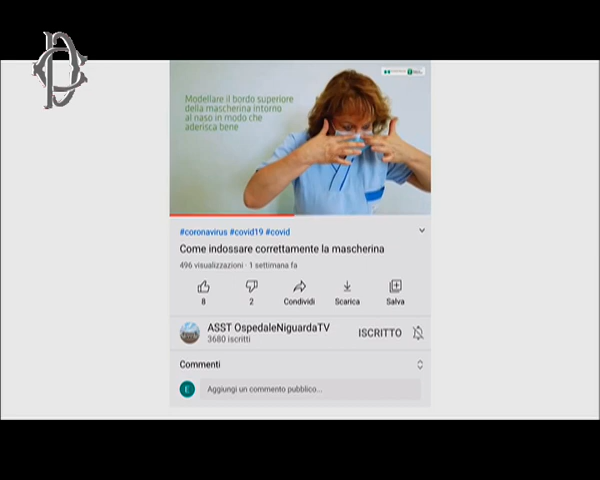 Modellare il bordo superiore
della mascherina intorno
al naso in modo che
aderisca bene
#coronavirus #covid19 #covid
Come indossare correttamente la mascherina
496 visualizzazioni · 1 settimana fa
8
2
Condividi
Scarica
Salva
ASST OspedaleNiguardaTV
3680 iscritti
ISCRITTO
Commenti
E
Aggiungi un commento pubblico...